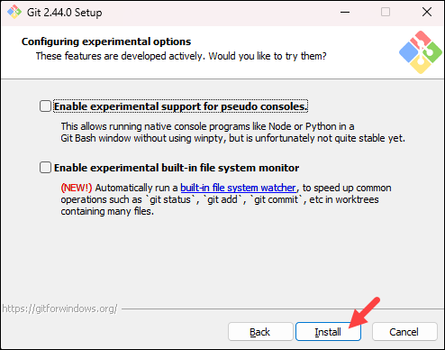 Git 2.44.0 Setup
Configuring experimental options
These features are developed actively. Would you like to try them?
Enable experimental support for pseudo consoles.
This allows running native console programs like Node or Python in a
Git Bash window without using winpty, but is unfortunately not quite stable yet.
Enable experimental built-in file system monitor
(NEW!) Automatically run a built-in file system watcher, to speed up common
operations such as `git status`, `git add`, `git commit`, etc in worktrees
containing many files.
https://gitforwindows.org/
Back Install Cancel